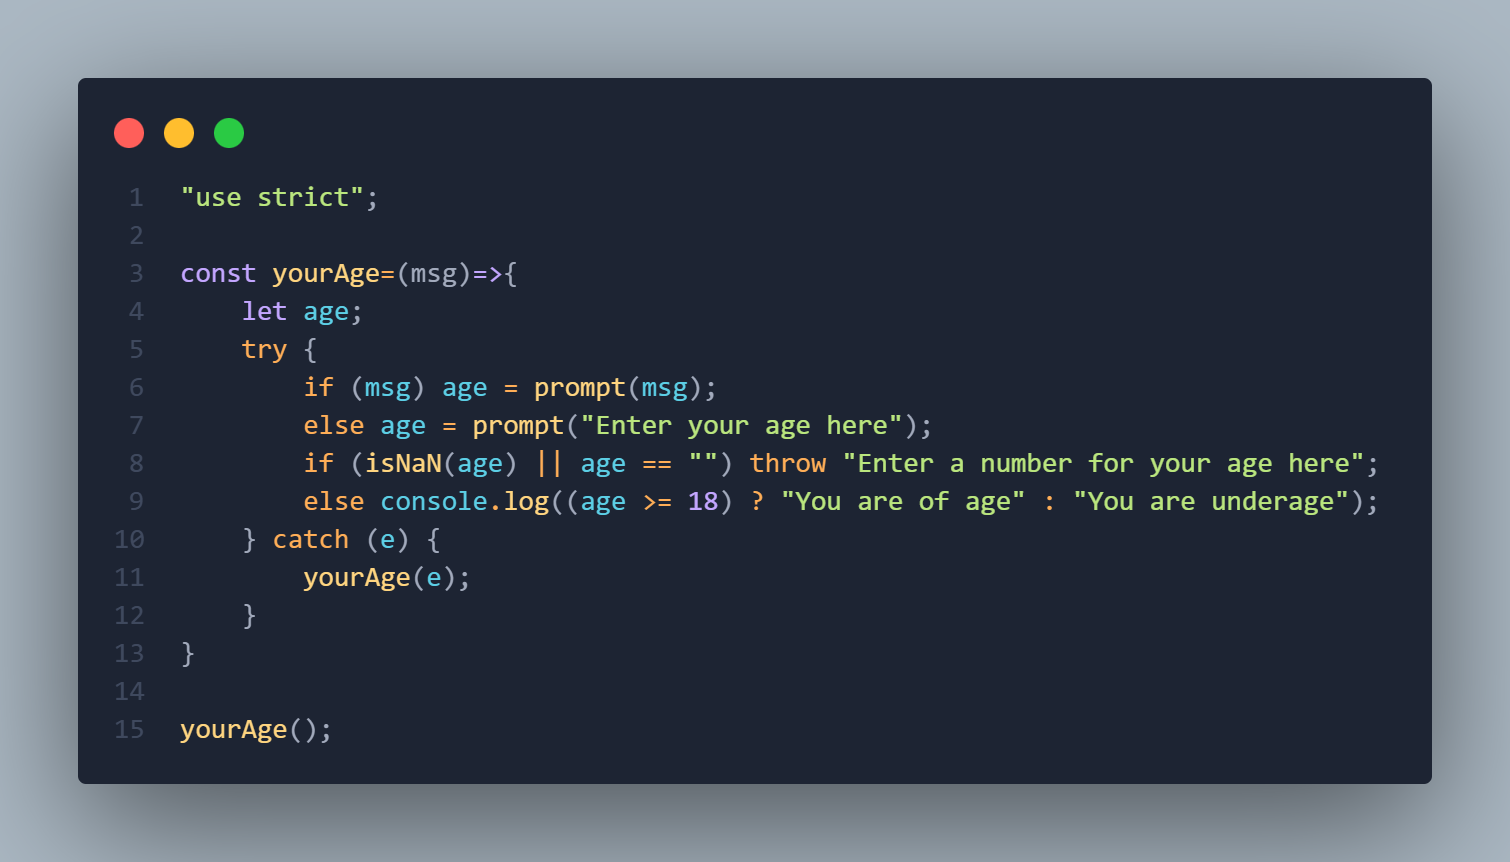 1 "use strict";
2
3 const yourAge=(msg)=>{
4     let age;
5     try {
6         if (msg) age = prompt(msg);
7         else age = prompt("Enter your age here");
8         if (isNaN(age) || age == "") throw "Enter a number for your age here";
9         else console.log((age >= 18) ? "You are of age" : "You are underage");
10     } catch (e) {
11         yourAge(e);
12     }
13 }
14
15 yourAge();